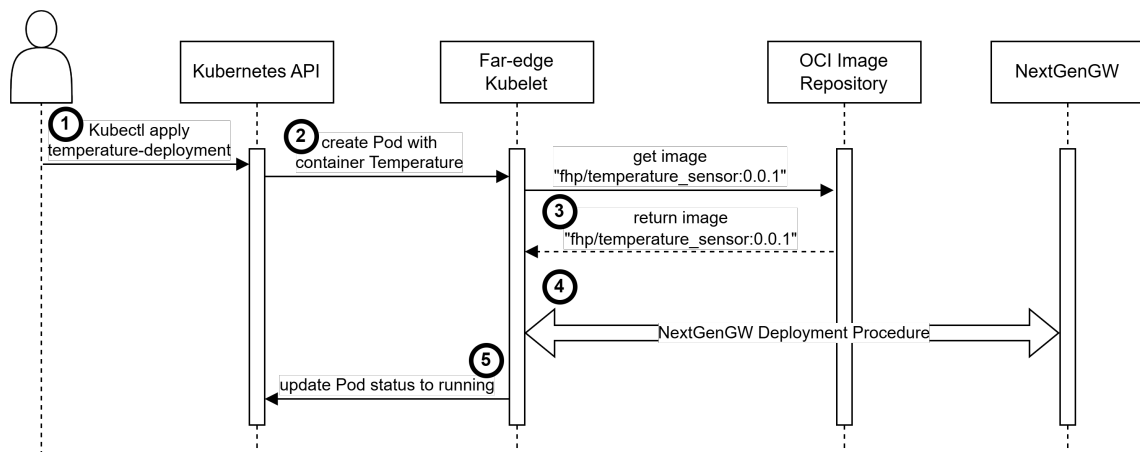 Kubernetes API
Far-edge
Kubelet
OCI Image
Repository
NextGenGW
1
Kubectl apply
temperature-deployment
2
create Pod with
container Temperature
get image
"fhp/temperature_sensor:0.0.1"
3
return image
"fhp/temperature_sensor:0.0.1"
4
NextGenGW Deployment Procedure
5
update Pod status to running